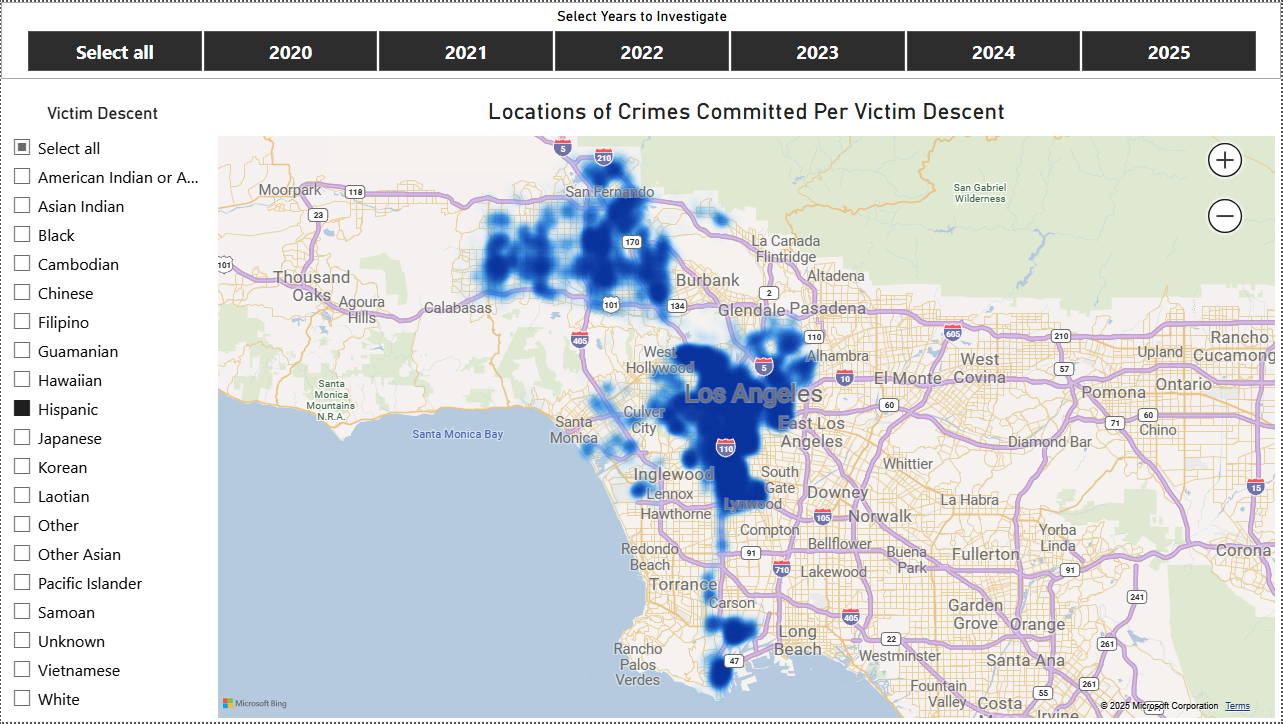 Select Years to Investigate
Select all 2020 2021 2022 2023 2024 2025
Victim Descent
Select all
American Indian or A...
Asian Indian
Black
Cambodian
Chinese
Filipino
Guamanian
Hawaiian
Hispanic
Japanese
Korean
Laotian
Other
Other Asian
Pacific Islander
Samoan
Unknown
Vietnamese
White
Locations of Crimes Committed Per Victim Descent
5
210
San Fernando
Moorpark
118
23
San Gabriel
Wilderness
101
170
La Canada
Flintridge
Altadena
Thousand
Oaks
Agoura
Hills
Calabasas
Burbank
2
101
134
Glendale
Pasadena
405
110
605
210
Rancho
Cucamong
West
Hollywood
5
Alhambra
10
El Monte
West
Covina
57
Upland
Ontario
Pomona
Santa
Monica
Mountains
N.R.A.
Los Angeles
60
Santa Monica Bay
Santa
Monica
Culver
City
East Los
Angeles
71
60
Chino
Diamond Bar
110
Inglewood
Lennox
South
Gate
Whittier
15
Hawthorne
Lynwood
Downey
La Habra
105
Norwalk
Compton
Yorba
Linda
Redondo
Beach
91
Bellflower
Buena
Park
Fullerton
Corona
Torrance
710
Lakewood
91
Carson
241
405
Garden
Grove
Orange
Long
Beach
22
261
Rancho
Palos
Verdes
47
Westminster
Santa Ana
Fountain
Valley
261
55
Costa
Irvine
Microsoft Bing
© 2025 Microsoft Corporation Terms